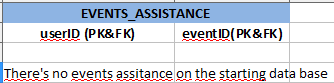 EVENTS_ASSISTANCE
userID (PK&FK) eventID(PK&FK)
There's no events assitance on the starting data base